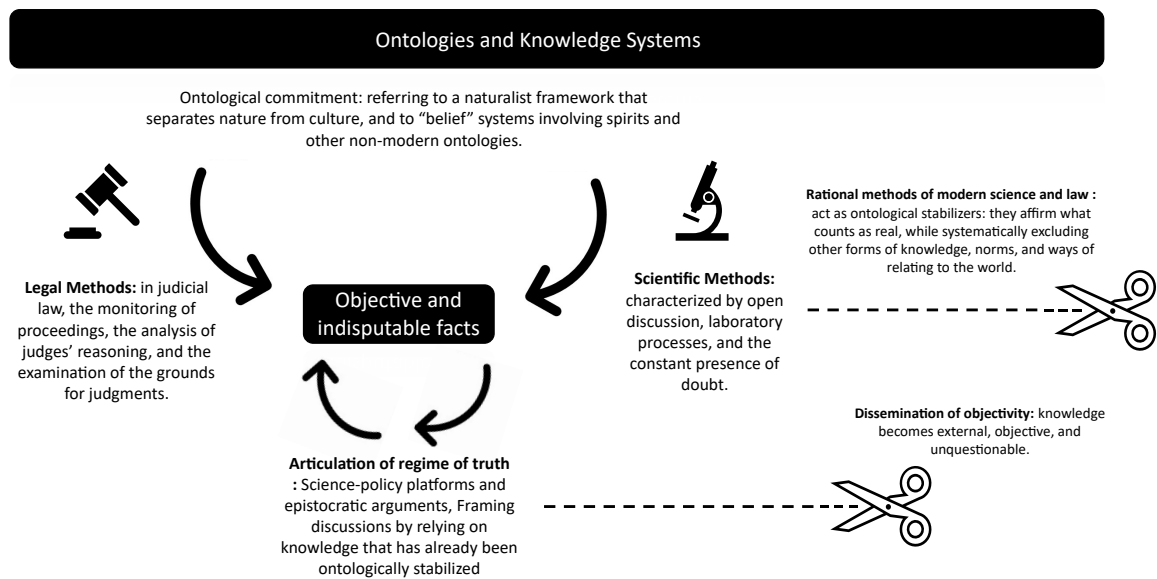 Ontologies and Knowledge Systems
Ontological commitment: referring to a naturalist framework that
separates nature from culture, and to “belief” systems involving spirits and
other non-modern ontologies.
Legal Methods: in judicial
law, the monitoring of
proceedings, the analysis of
judges’ reasoning, and the
examination of the grounds
for judgments.
Objective and
indisputable facts
Scientific Methods:
characterized by open
discussion, laboratory
processes, and the
constant presence of
doubt.
Rational methods of modern science and law :
act as ontological stabilizers: they affirm what
counts as real, while systematically excluding
other forms of knowledge, norms, and ways of
relating to the world.
Articulation of regime of truth
: Science-policy platforms and
epistocratic arguments, Framing
discussions by relying on
knowledge that has already been
ontologically stabilized
Dissemination of objectivity: knowledge
becomes external, objective, and
unquestionable.